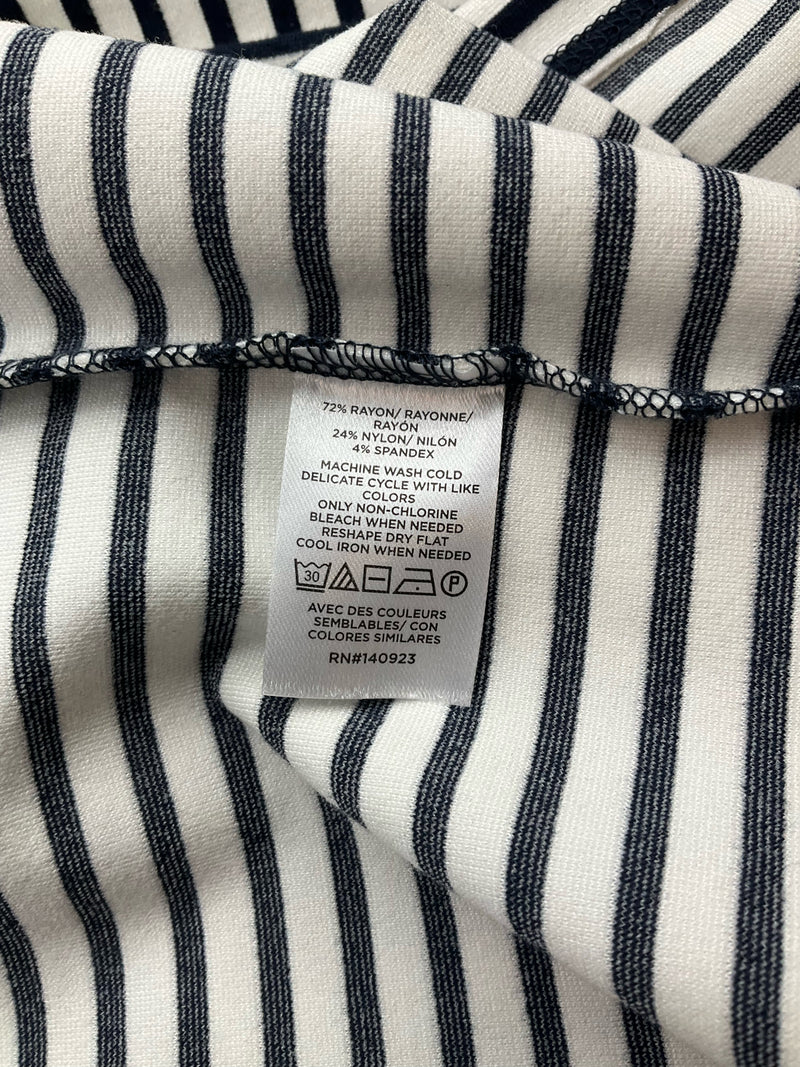 72% RAYON/ RAYONNE/
RAYÓN
24% NYLON/ NILÓN
4% SPANDEX
MACHINE WASH COLD
DELICATE CYCLE WITH LIKE
COLORS
ONLY NON-CHLORINE
BLEACH WHEN NEEDED
RESHAPE DRY FLAT
COOL IRON WHEN NEEDED
30 P
AVEC DES COULEURS
SEMBLABLES/ CON
COLORES SIMILARES
RN#140923